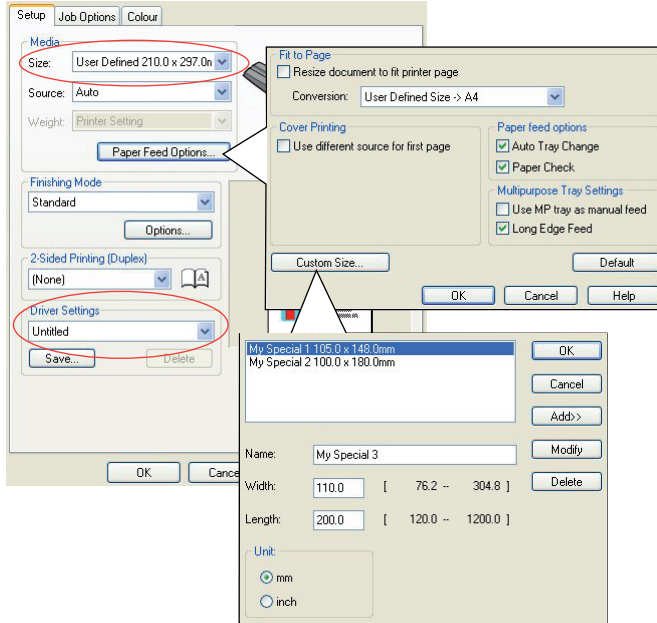 Setup Job Options Colour
Media
Size: User Defined 210.0 x 297.0n
Source: Auto
Weight: Printer Setting
Paper Feed Options...
Finishing Mode
Standard
Options...
2-Sided Printing (Duplex)
(None)
Driver Settings
Untitled
Save... Delete
OK Cance
Fit to Page
Resize document to fit printer page
Conversion: User Defined Size -> A4
Cover Printing
Use different source for first page
Paper feed options
Auto Tray Change
Paper Check
Multipurpose Tray Settings
Use MP tray as manual feed
Long Edge Feed
Custom Size... Default
OK Cancel Help
My Special 1 105.0 x 148.0mm
My Special 2 100.0 x 180.0mm
OK
Cancel
Add>>
Modify
Delete
Name: My Special 3
Width: 110.0 [ 76.2 -- 304.8 ]
Length: 200.0 [ 120.0 -- 1200.0 ]
Unit:
mm
inch